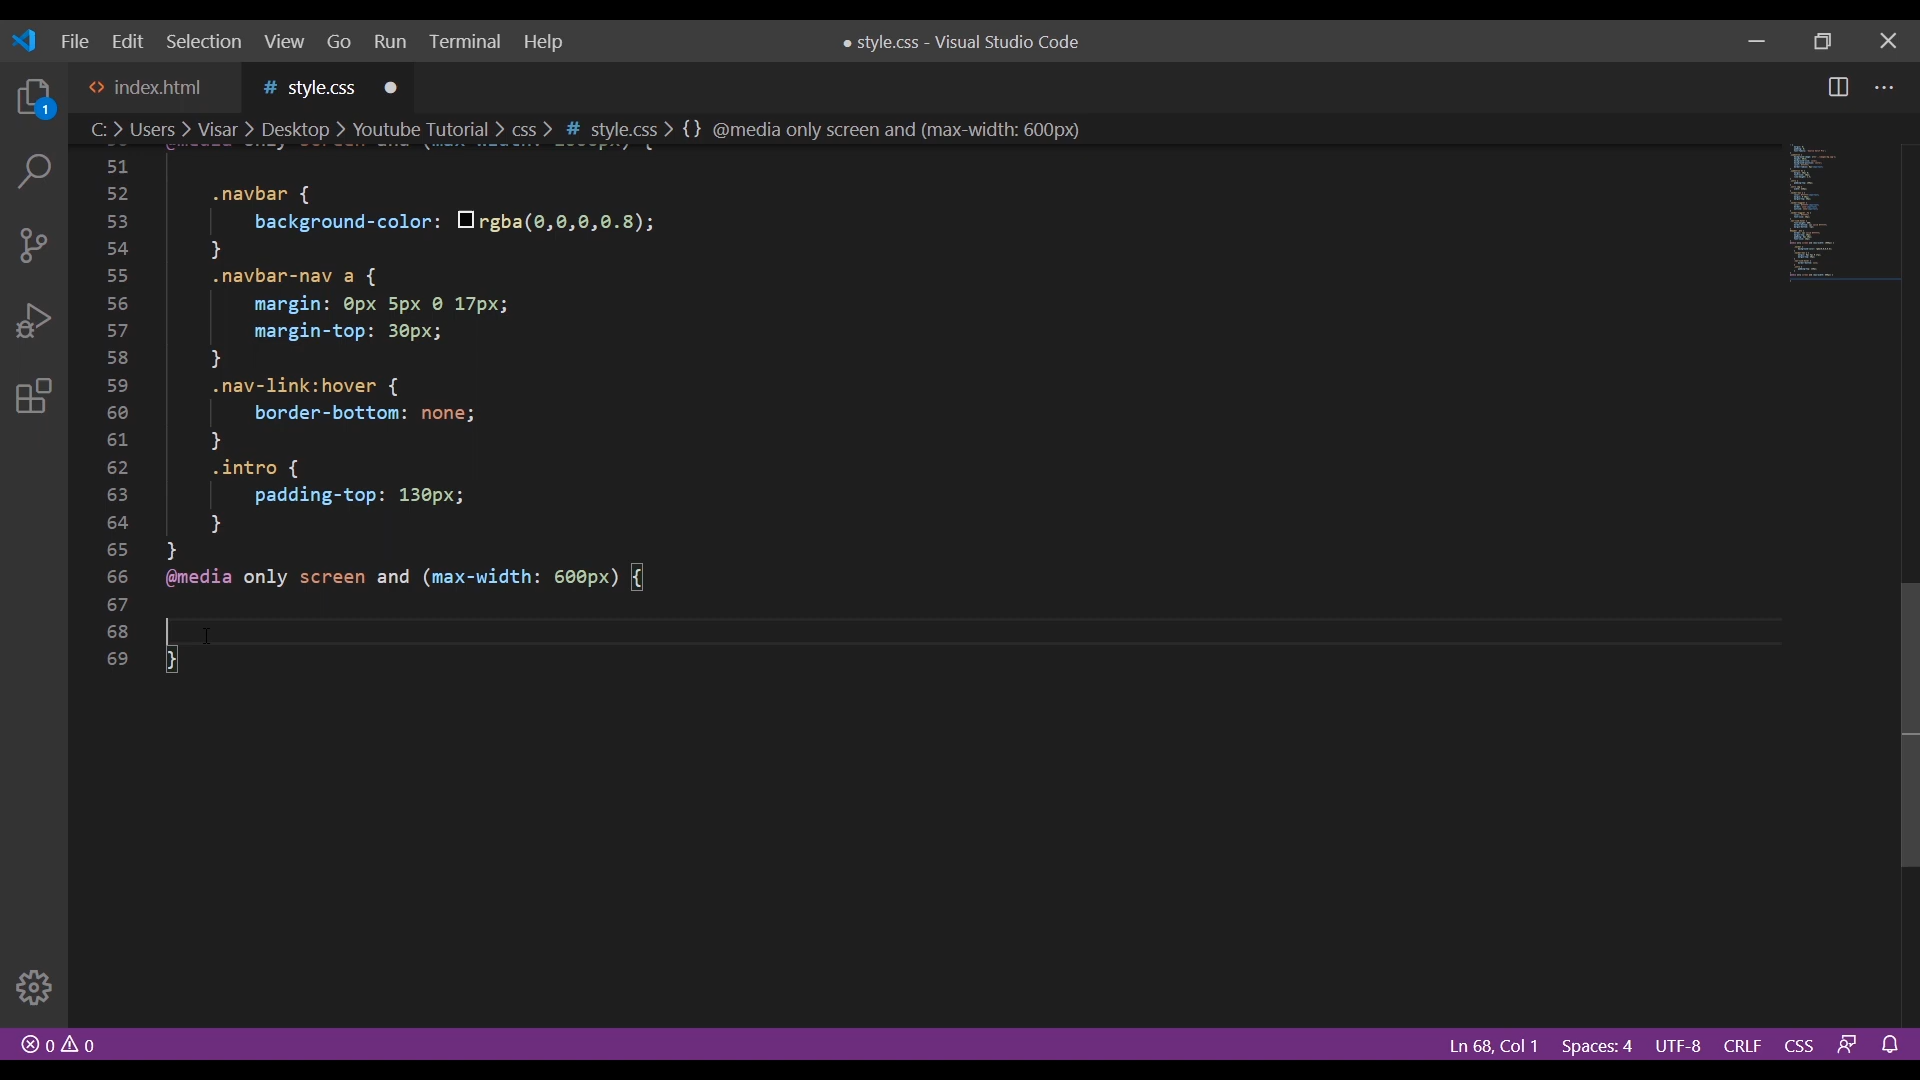 File Edit Selection View Go Run Terminal Help ● style.css - Visual Studio Code
index.html # style.css ●
C: > Users > Visar > Desktop > Youtube Tutorial > css > # style.css > {} @media only screen and (max-width: 600px)
1
51
52 .navbar {
53 background-color: rgba(0,0,0,0.8);
54 }
55 .navbar-nav a {
56 margin: 0px 5px 0 17px;
57 margin-top: 30px;
58 }
59 .nav-link:hover {
60 border-bottom: none;
61 }
62 .intro {
63 padding-top: 130px;
64 }
65 }
66 @media only screen and (max-width: 600px) {
67
68
69 }
0 0 Ln 68, Col 1 Spaces: 4 UTF-8 CRLF CSS